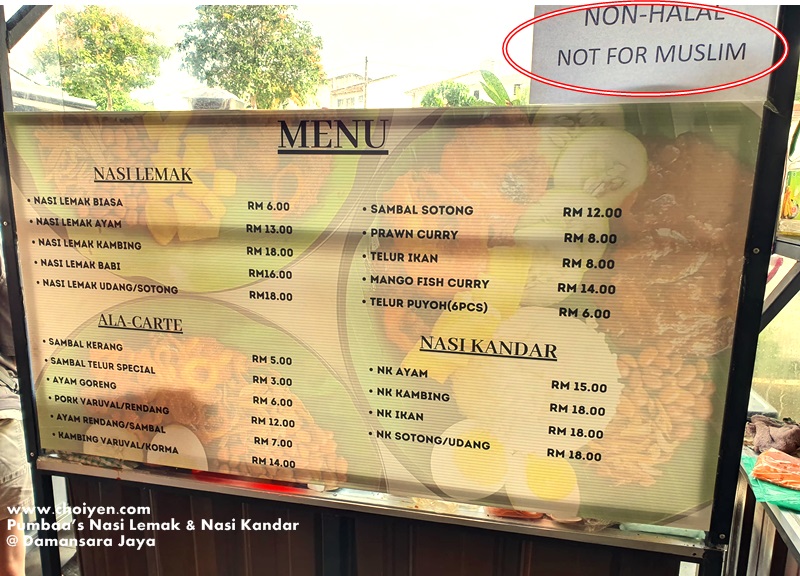 NON-HALAL
NOT FOR MUSLIM
MENU
NASI LEMAK
• NASI LEMAK BIASA RM 6.00
• NASI LEMAK AYAM RM 13.00
• NASI LEMAK KAMBING RM 18.00
• NASI LEMAK BABI RM16.00
• NASI LEMAK UDANG/SOTONG RM18.00
ALA-CARTE
• SAMBAL KERANG RM 5.00
• SAMBAL TELUR SPECIAL RM 3.00
• AYAM GORENG RM 6.00
• PORK VARUVAL/RENDANG RM 12.00
• AYAM RENDANG/SAMBAL RM 7.00
• KAMBING VARUVAL/KORMA RM 14.00
• SAMBAL SOTONG RM 12.00
• PRAWN CURRY RM 8.00
• TELUR IKAN RM 8.00
• MANGO FISH CURRY RM 14.00
• TELUR PUYOH(6PCS) RM 6.00
NASI KANDAR
• NK AYAM RM 15.00
• NK KAMBING RM 18.00
• NK IKAN RM 18.00
• NK SOTONG/UDANG RM 18.00
www.choiyen.com
Pumbaa's Nasi Lemak & Nasi Kandar
@ Damansara Jaya